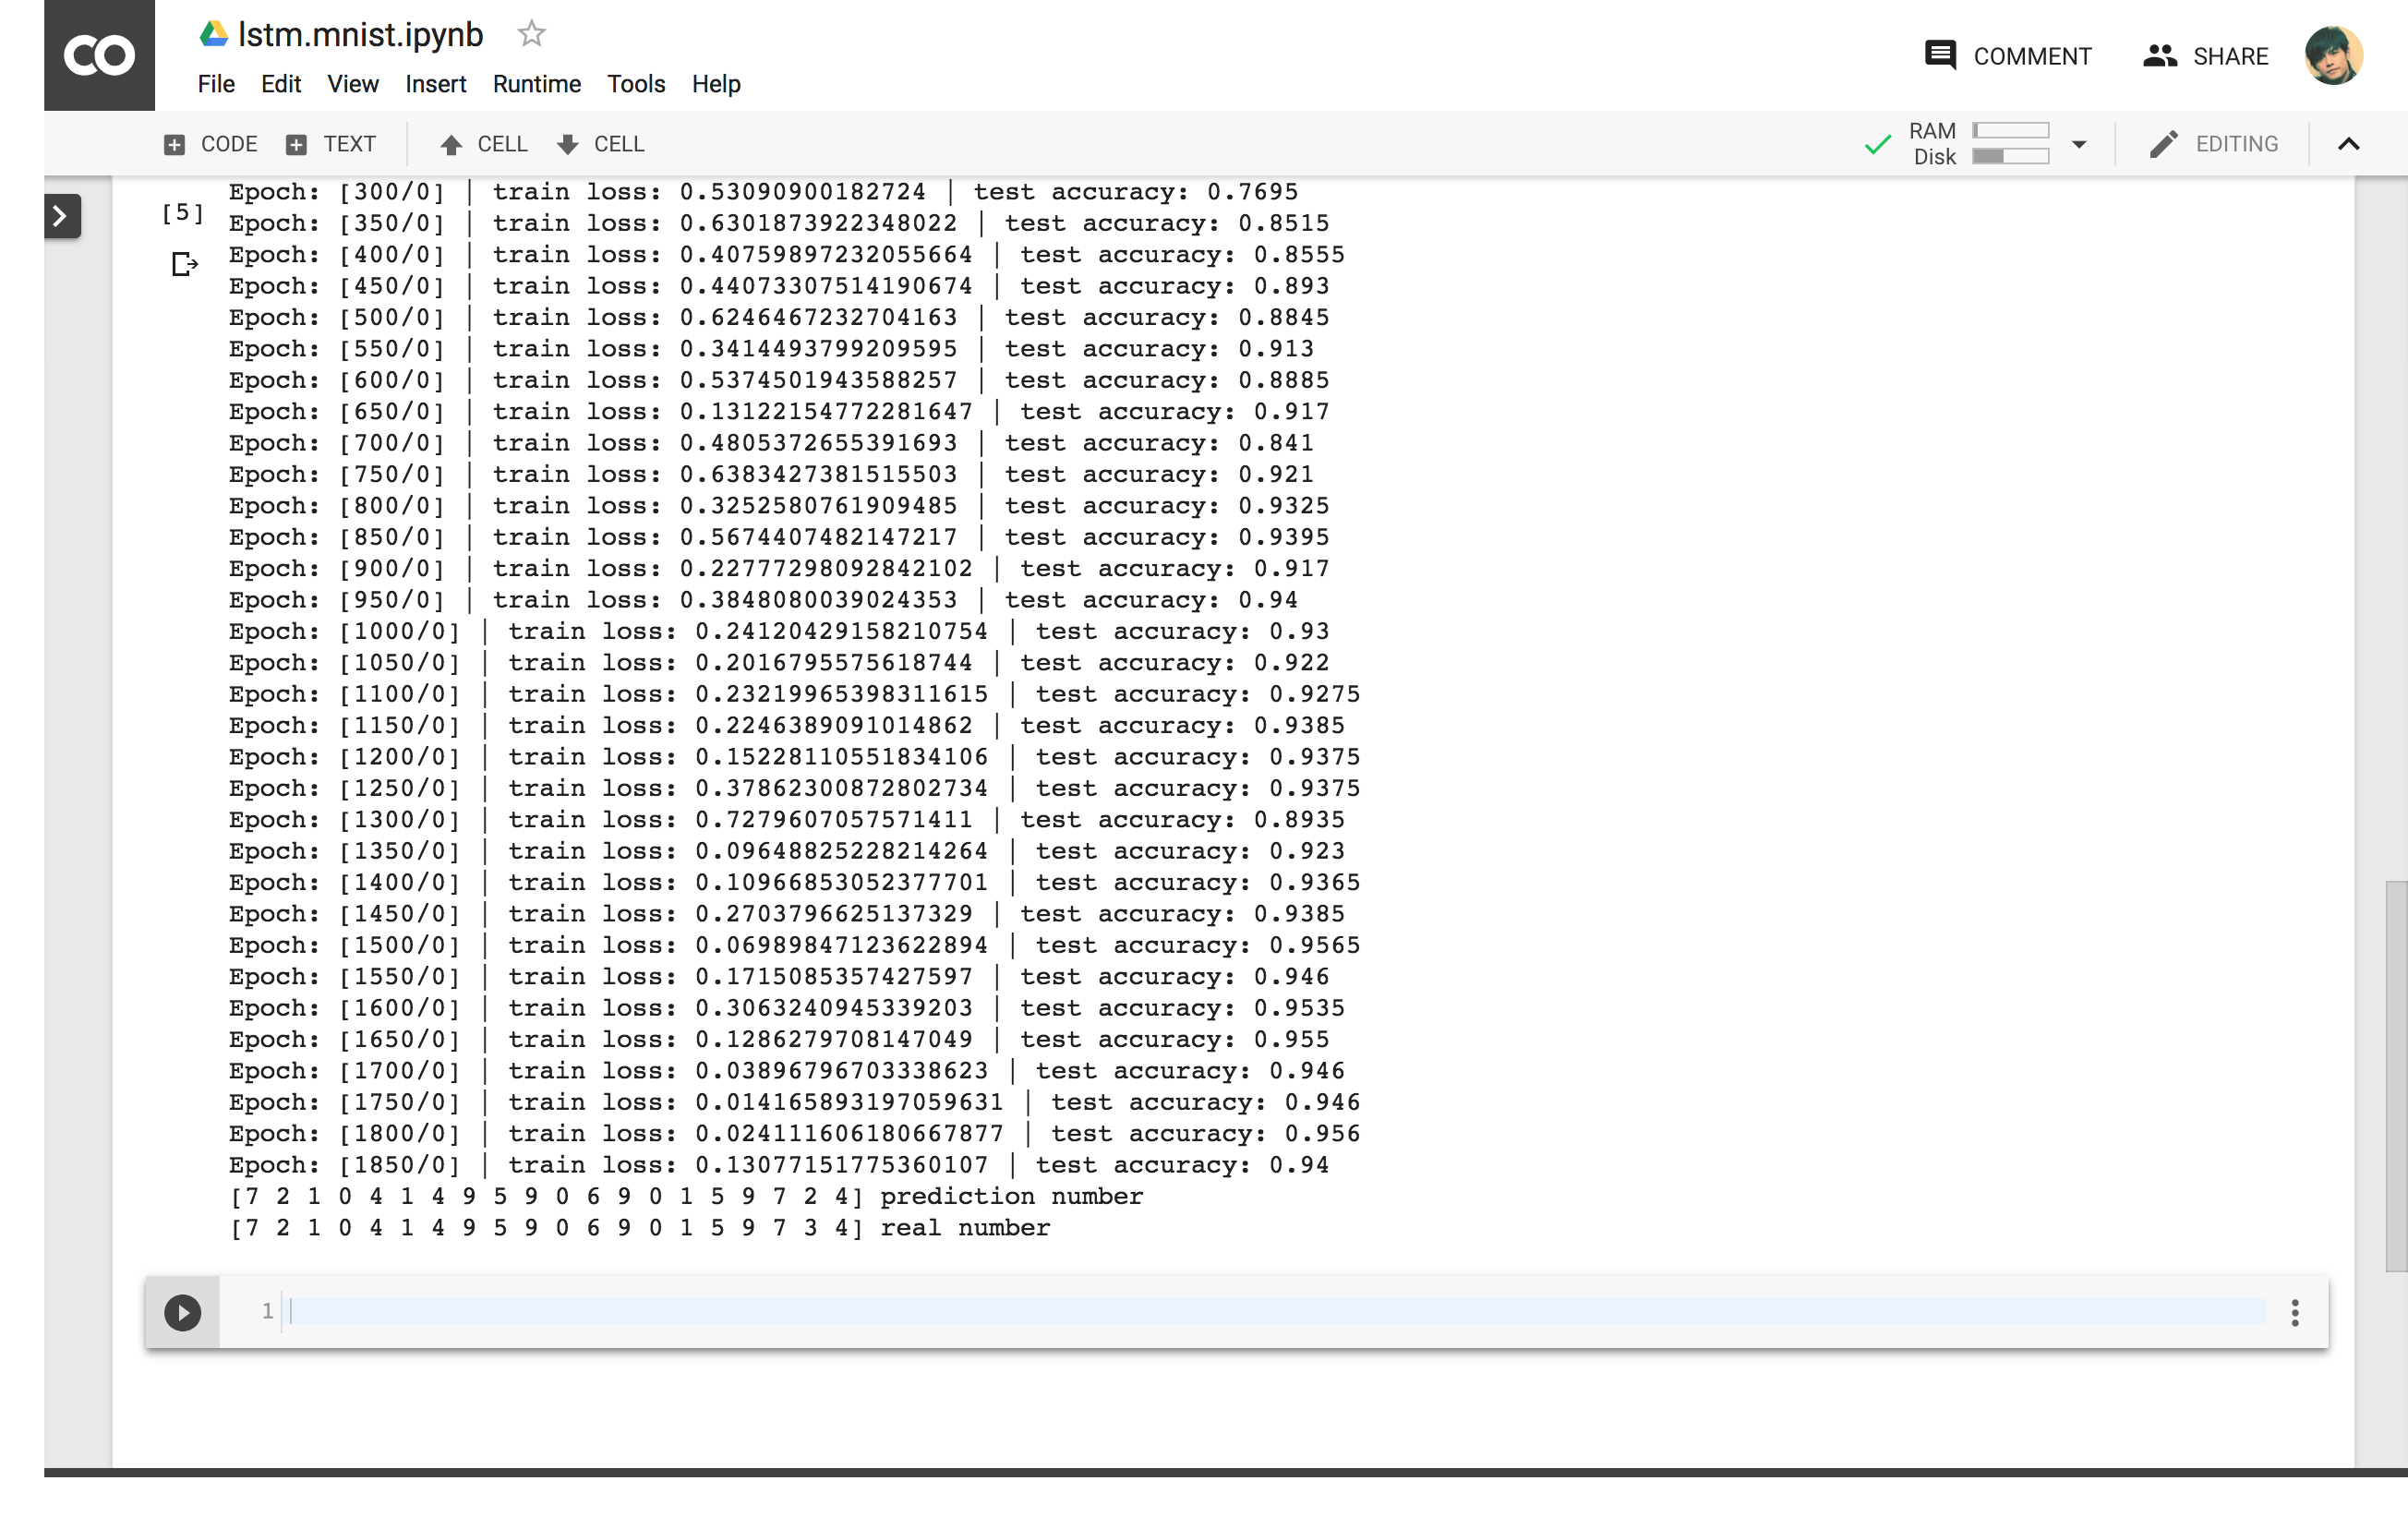 lstm.mnist.ipynb
COMMENT SHARE
File Edit View Insert Runtime Tools Help
CODE TEXT CELL CELL
RAM
Disk
EDITING
[5]
Epoch: [300/0] | train loss: 0.53090900182724 | test accuracy: 0.7695
Epoch: [350/0] | train loss: 0.6301873922348022 | test accuracy: 0.8515
Epoch: [400/0] | train loss: 0.40759897232055664 | test accuracy: 0.8555
Epoch: [450/0] | train loss: 0.44073307514190674 | test accuracy: 0.893
Epoch: [500/0] | train loss: 0.6246467232704163 | test accuracy: 0.8845
Epoch: [550/0] | train loss: 0.3414493799209595 | test accuracy: 0.913
Epoch: [600/0] | train loss: 0.5374501943588257 | test accuracy: 0.8885
Epoch: [650/0] | train loss: 0.13122154772281647 | test accuracy: 0.917
Epoch: [700/0] | train loss: 0.4805372655391693 | test accuracy: 0.841
Epoch: [750/0] | train loss: 0.6383427381515503 | test accuracy: 0.921
Epoch: [800/0] | train loss: 0.3252580761909485 | test accuracy: 0.9325
Epoch: [850/0] | train loss: 0.5674407482147217 | test accuracy: 0.9395
Epoch: [900/0] | train loss: 0.22777298092842102 | test accuracy: 0.917
Epoch: [950/0] | train loss: 0.3848080039024353 | test accuracy: 0.94
Epoch: [1000/0] | train loss: 0.24120429158210754 | test accuracy: 0.93
Epoch: [1050/0] | train loss: 0.2016795575618744 | test accuracy: 0.922
Epoch: [1100/0] | train loss: 0.23219965398311615 | test accuracy: 0.9275
Epoch: [1150/0] | train loss: 0.2246389091014862 | test accuracy: 0.9385
Epoch: [1200/0] | train loss: 0.15228110551834106 | test accuracy: 0.9375
Epoch: [1250/0] | train loss: 0.37862300872802734 | test accuracy: 0.9375
Epoch: [1300/0] | train loss: 0.7279607057571411 | test accuracy: 0.8935
Epoch: [1350/0] | train loss: 0.09648825228214264 | test accuracy: 0.923
Epoch: [1400/0] | train loss: 0.10966853052377701 | test accuracy: 0.9365
Epoch: [1450/0] | train loss: 0.2703796625137329 | test accuracy: 0.9385
Epoch: [1500/0] | train loss: 0.06989847123622894 | test accuracy: 0.9565
Epoch: [1550/0] | train loss: 0.1715085357427597 | test accuracy: 0.946
Epoch: [1600/0] | train loss: 0.3063240945339203 | test accuracy: 0.9535
Epoch: [1650/0] | train loss: 0.1286279708147049 | test accuracy: 0.955
Epoch: [1700/0] | train loss: 0.03896796703338623 | test accuracy: 0.946
Epoch: [1750/0] | train loss: 0.014165893197059631 | test accuracy: 0.946
Epoch: [1800/0] | train loss: 0.024111606180667877 | test accuracy: 0.956
Epoch: [1850/0] | train loss: 0.13077151775360107 | test accuracy: 0.94
[7 2 1 0 4 1 4 9 5 9 0 6 9 0 1 5 9 7 2 4] prediction number
[7 2 1 0 4 1 4 9 5 9 0 6 9 0 1 5 9 7 3 4] real number
1